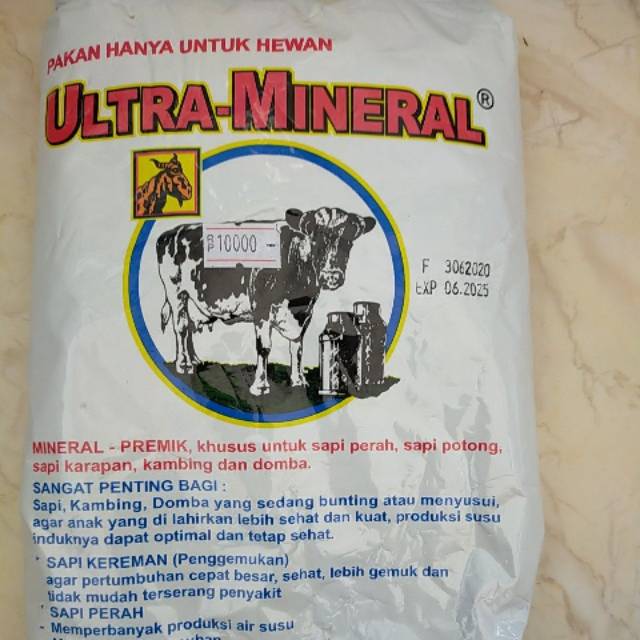 PAKAN HANYA UNTUK HEWAN
ULTRA-MINERAL®
10000 -
F 3062020
EXP 06.2025
MINERAL - PREMIK, khusus untuk sapi perah, sapi potong,
sapi karapan, kambing dan domba.
SANGAT PENTING BAGI :
Sapi, Kambing, Domba yang sedang bunting atau menyusui,
agar anak yang di lahirkan lebih sehat dan kuat, produksi susu
induknya dapat optimal dan tetap sehat.
* SAPI KEREMAN (Penggemukan)
agar pertumbuhan cepat besar, sehat, lebih gemuk dan
tidak mudah terserang penyakit
* SAPI PERAH
- Memperbanyak produksi air susu